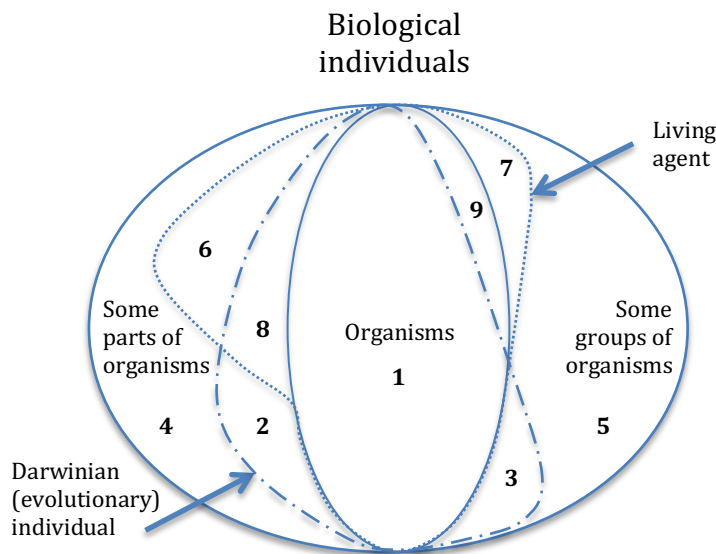 Biological
individuals
Living
agent
7
9
6
Some
parts of
organisms
8
Organisms
Some
groups of
organisms
1
4
2
5
3
Darwinian
(evolutionary)
individual